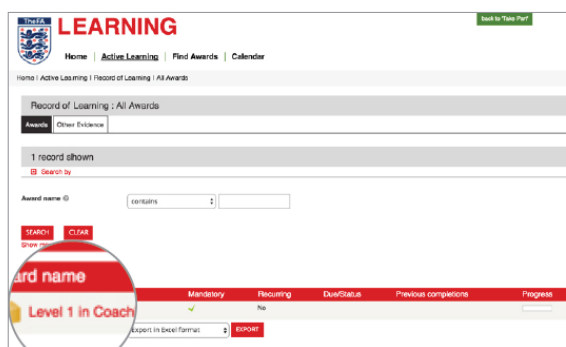 TheFA
LEARNING
back to 'Take Part'
Home | Active Learning | Find Awards | Calendar
Home | Active Learning | Record of Learning | All Awards
Record of Learning : All Awards
Awards Other Evidence
1 record shown
Search by
Award name
contains
SEARCH CLEAR
Show
ard name
Mandatory Recurring Due/Status Previous completions Progress
Level 1 in Coach
No
Export in Excel format EXPORT